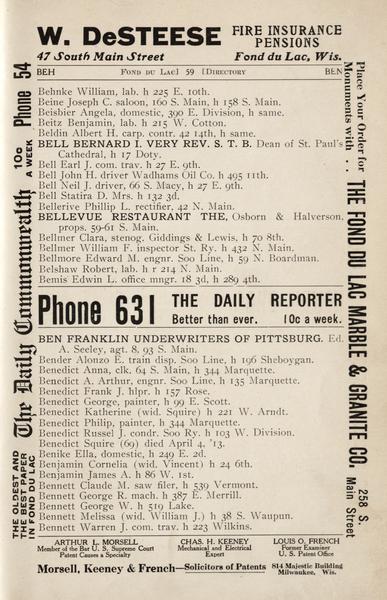 W. DeSTEESE
FIRE INSURANCE
PENSIONS
47 South Main Street
Fond du Lac, Wis.
BEH
FOND DU LAC] 59 [DIRECTORY
BEN
Behnke William, lab. h 225 E. 10th.
Beine Joseph C. saloon, 160 S. Main, h 158 S. Main.
Beisbier Angela, domestic, 390 E. Division, h same.
Beitz Benjamin, lab. h 215 W. Cotton.
Beldin Albert H. carp. contr. 42 14th, h same.
BELL BERNARD I. VERY REV. S. T. B. Dean of St. Paul's
Cathedral, h 17 Doty.
Bell Earl J. com. trav. h 27 E. 9th.
Bell John H. driver Wadhams Oil Co. h 495 11th.
Bell Neil J. driver, 66 S. Macy, h 27 E. 9th.
Bell Statira D. Mrs. h 132 3d.
Bellerive Phillip L. rectifier, 42 N. Main.
BELLEVUE RESTAURANT THE, Osborn & Halverson,
props. 59-61 S. Main.
Bellmer Clara, stenog. Giddings & Lewis, h 70 8th.
Bellmer William F. inspector St. Ry. h 432 N. Main.
Bellmore Edward M. engnr. Soo Line, h 59 N. Boardman.
Belshaw Robert, lab. h r 214 N. Main.
Bemis Edwin L. office mngr. 18 3d, h 289 4th.
Phone 631
THE DAILY REPORTER
Better than ever. 10c a week.
BEN FRANKLIN UNDERWRITERS OF PITTSBURG. Ed.
A. Seeley, agt. 8, 93 S. Main.
Bender Alonzo E. train disp. Soo Line, h 196 Sheboygan.
Benedict Anna, clk. 64 S. Main, h 344 Marquette.
Benedict A. Arthur, engnr. Soo Line, h 135 Marquette.
Benedict Frank J. hlpr. h 157 Rose.
Benedict George, painter, h 99 E. Scott.
Benedict Katherine (wid. Squire) h 221 W. Arndt.
Benedict Philip, painter, h 344 Marquette.
Benedict Russel J. condr. Soo Ry. h 103 W. Division.
Benedict Squire (69) died April 4, '13.
Benike Ella, domestic, h 249 E. 2d.
Benjamin Cornelia (wid. Vincent) h 24 6th.
Benjamin James A. h 86 W. 1st.
Bennett Claude M. saw filer, h 539 Vermont.
Bennett George R. mach. h 387 E. Merrill.
Bennett George W. h 519 Lake.
Bennett Melissa (wid. William J.) h 38 S. Waupun.
Bennett Warren J. com. trav. h 223 Wilkins.
ARTHUR L. MORSELL
Member of the Bar U. S. Supreme Court
Patent Causes a Specialty
CHAS. H. KEENEY
Mechanical and Electrical
Expert
LOUIS O. FRENCH
Former Examiner
U. S. Patent Office
Morsell, Keeney & French—Solicitors of Patents
814 Majestic Building
Milwaukee, Wis.
THE OLDEST AND
THE BEST PAPER
IN FOND DU LAC
The Daily Commonwealth
10c
A WEEK
Phone 54
Place Your Order for
Monuments with . .
THE FOND DU LAC MARBLE & GRANITE CO.
258 S.
Main Street